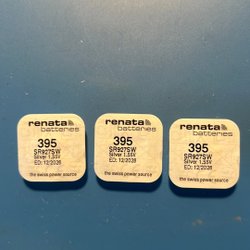 renata
batteries
395
SR927SW
Silver 1.55V
ED: 12/2026
the swiss power source
renata
batteries
395
SR927SW
Silver 1.55V
ED: 12/2026
the swiss power source
renata
batteries
395
SR927SW
Silver 1.55V
ED: 12/2026
the swiss power source